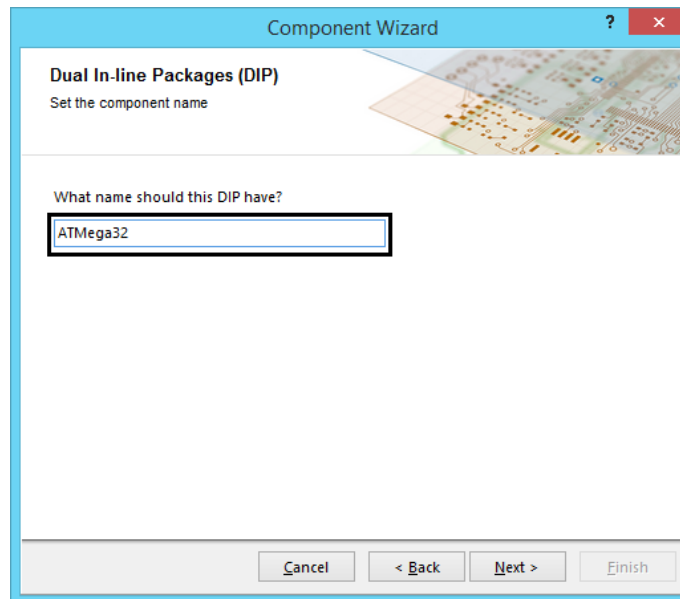 Component Wizard
?
×
Dual In-line Packages (DIP)
Set the component name
What name should this DIP have?
ATMega32
Cancel
< Back
Next >
Finish